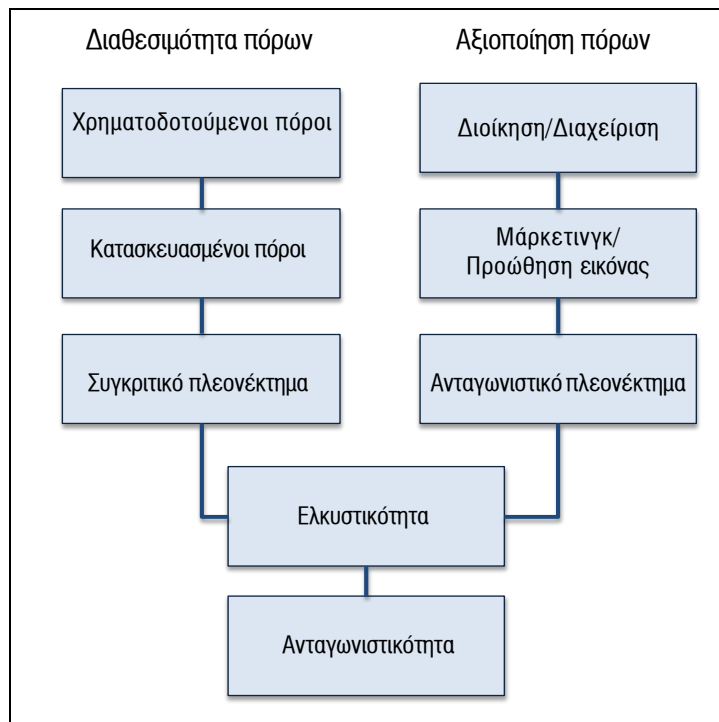 Διαθεσιμότητα πόρων
Αξιοποίηση πόρων
Χρηματοδοτούμενοι πόροι
Διοίκηση/Διαχείριση
Κατασκευασμένοι πόροι
Μάρκετινγκ/
Προώθηση εικόνας
Συγκριτικό πλεονέκτημα
Ανταγωνιστικό πλεονέκτημα
Ελκυστικότητα
Ανταγωνιστικότητα